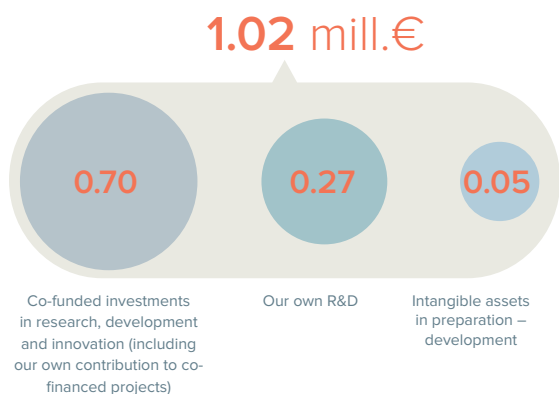 1.02 mill.€
0.70
0.27
0.05
Co-funded investments
in research, development
and innovation (including
our own contribution to co-
financed projects)
Our own R&D
Intangible assets
in preparation –
development